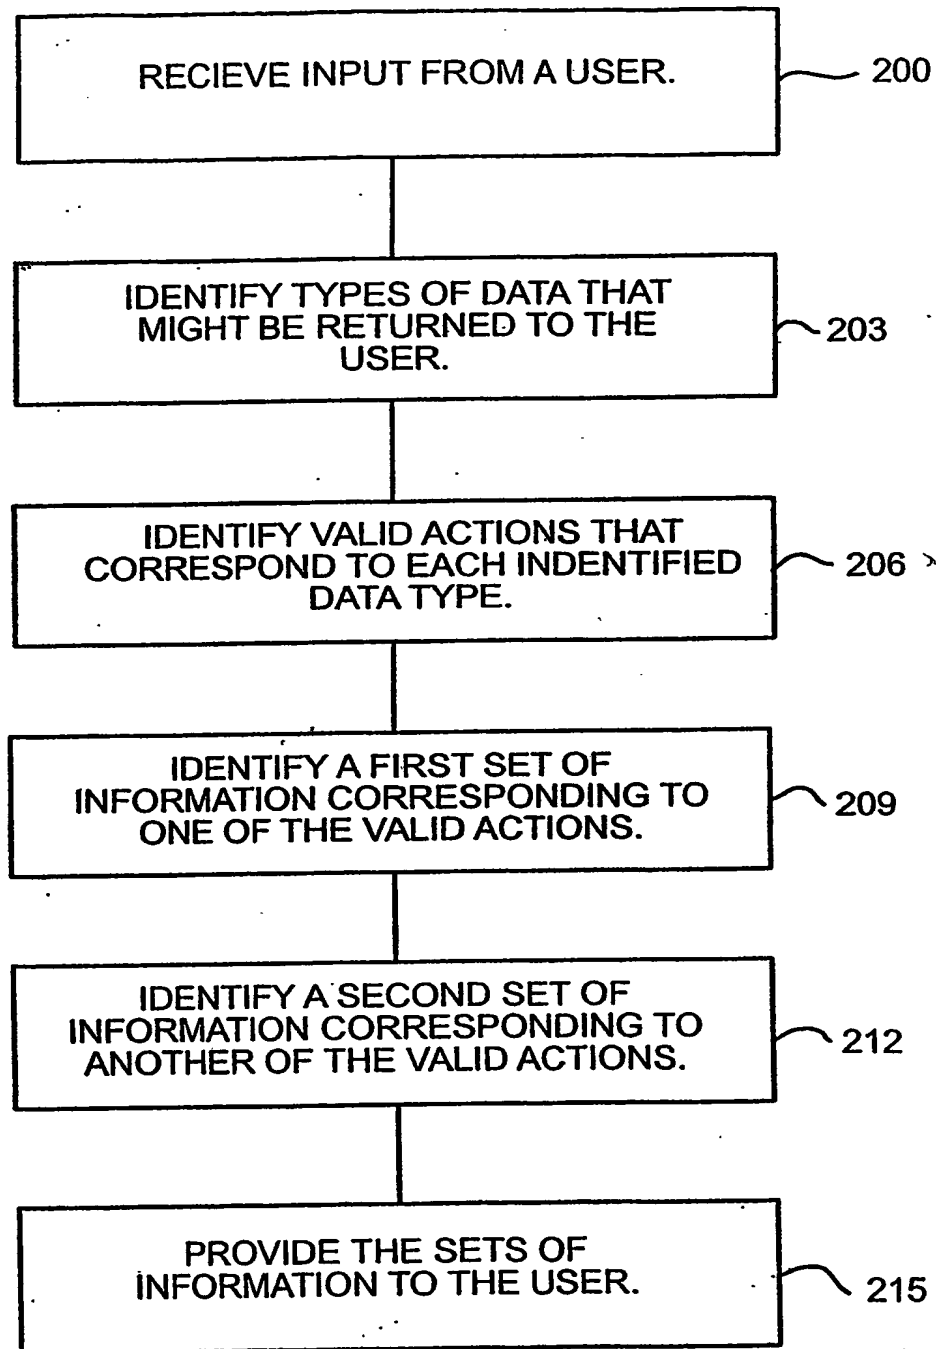 RECIEVE INPUT FROM A USER.
200
IDENTIFY TYPES OF DATA THAT
MIGHT BE RETURNED TO THE
USER.
203
IDENTIFY VALID ACTIONS THAT
CORRESPOND TO EACH INDENTIFIED
DATA TYPE.
206
IDENTIFY A FIRST SET OF
INFORMATION CORRESPONDING TO
ONE OF THE VALID ACTIONS.
209
IDENTIFY A SECOND SET OF
INFORMATION CORRESPONDING TO
ANOTHER OF THE VALID ACTIONS.
212
PROVIDE THE SETS OF
INFORMATION TO THE USER.
215